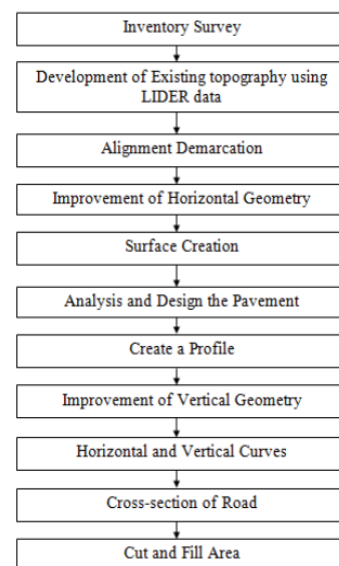 Inventory Survey
Development of Existing topography using
LIDER data
Alignment Demarcation
Improvement of Horizontal Geometry
Surface Creation
Analysis and Design the Pavement
Create a Profile
Improvement of Vertical Geometry
Horizontal and Vertical Curves
Cross-section of Road
Cut and Fill Area